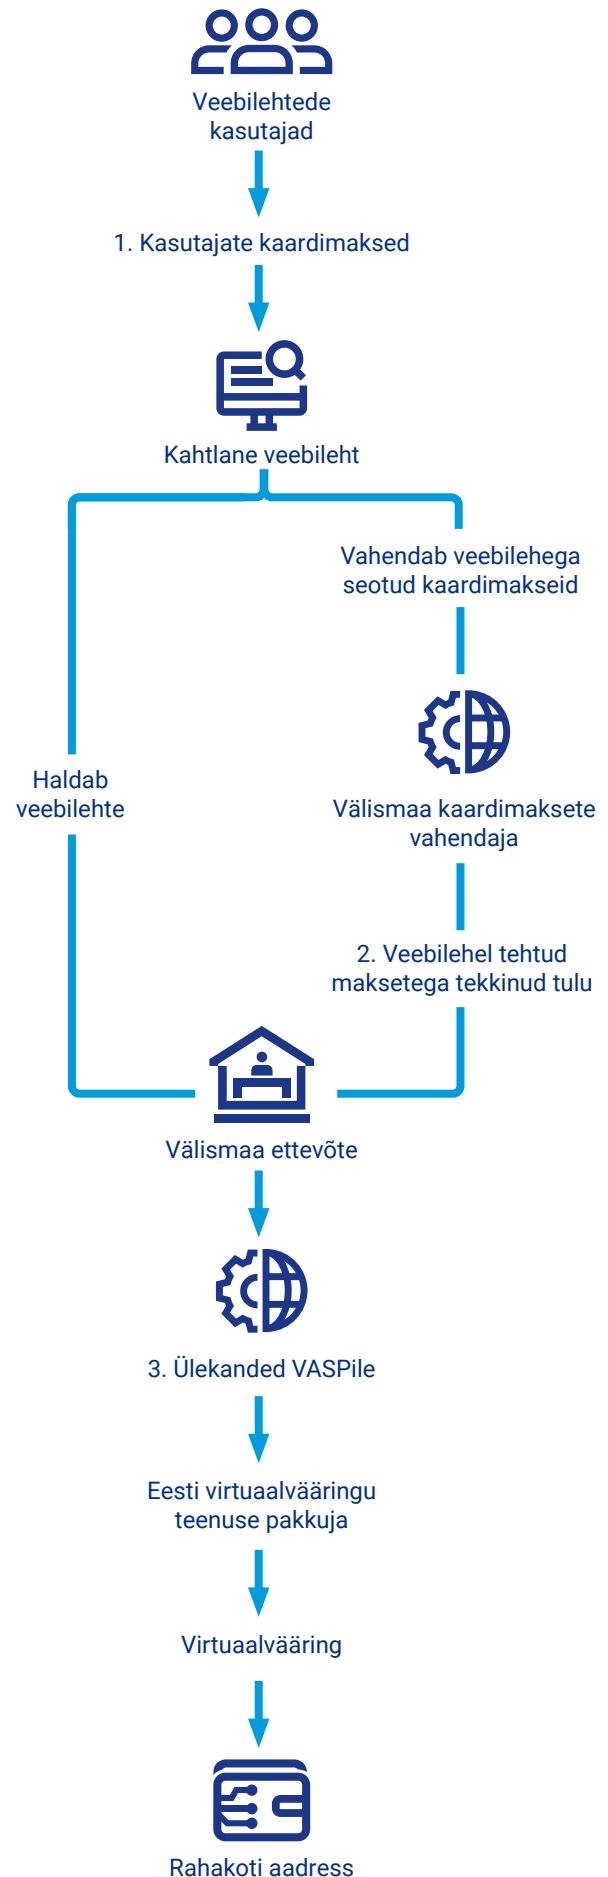 Veebilehtede
kasutajad
1. Kasutajate kaardimaksed
Kahtlane veebileht
Vahendab veebilehega
seotud kaardimakseid
Haldab
veebilehte
Välismaa kaardimaksete
vahendaja
2. Veebilehel tehtud
maksetega tekkinud tulu
Välismaa ettevõte
3. Ülekanded VASPile
Eesti virtuaalvääringu
teenuse pakkuja
Virtuaalvääring
Rahakoti aadress